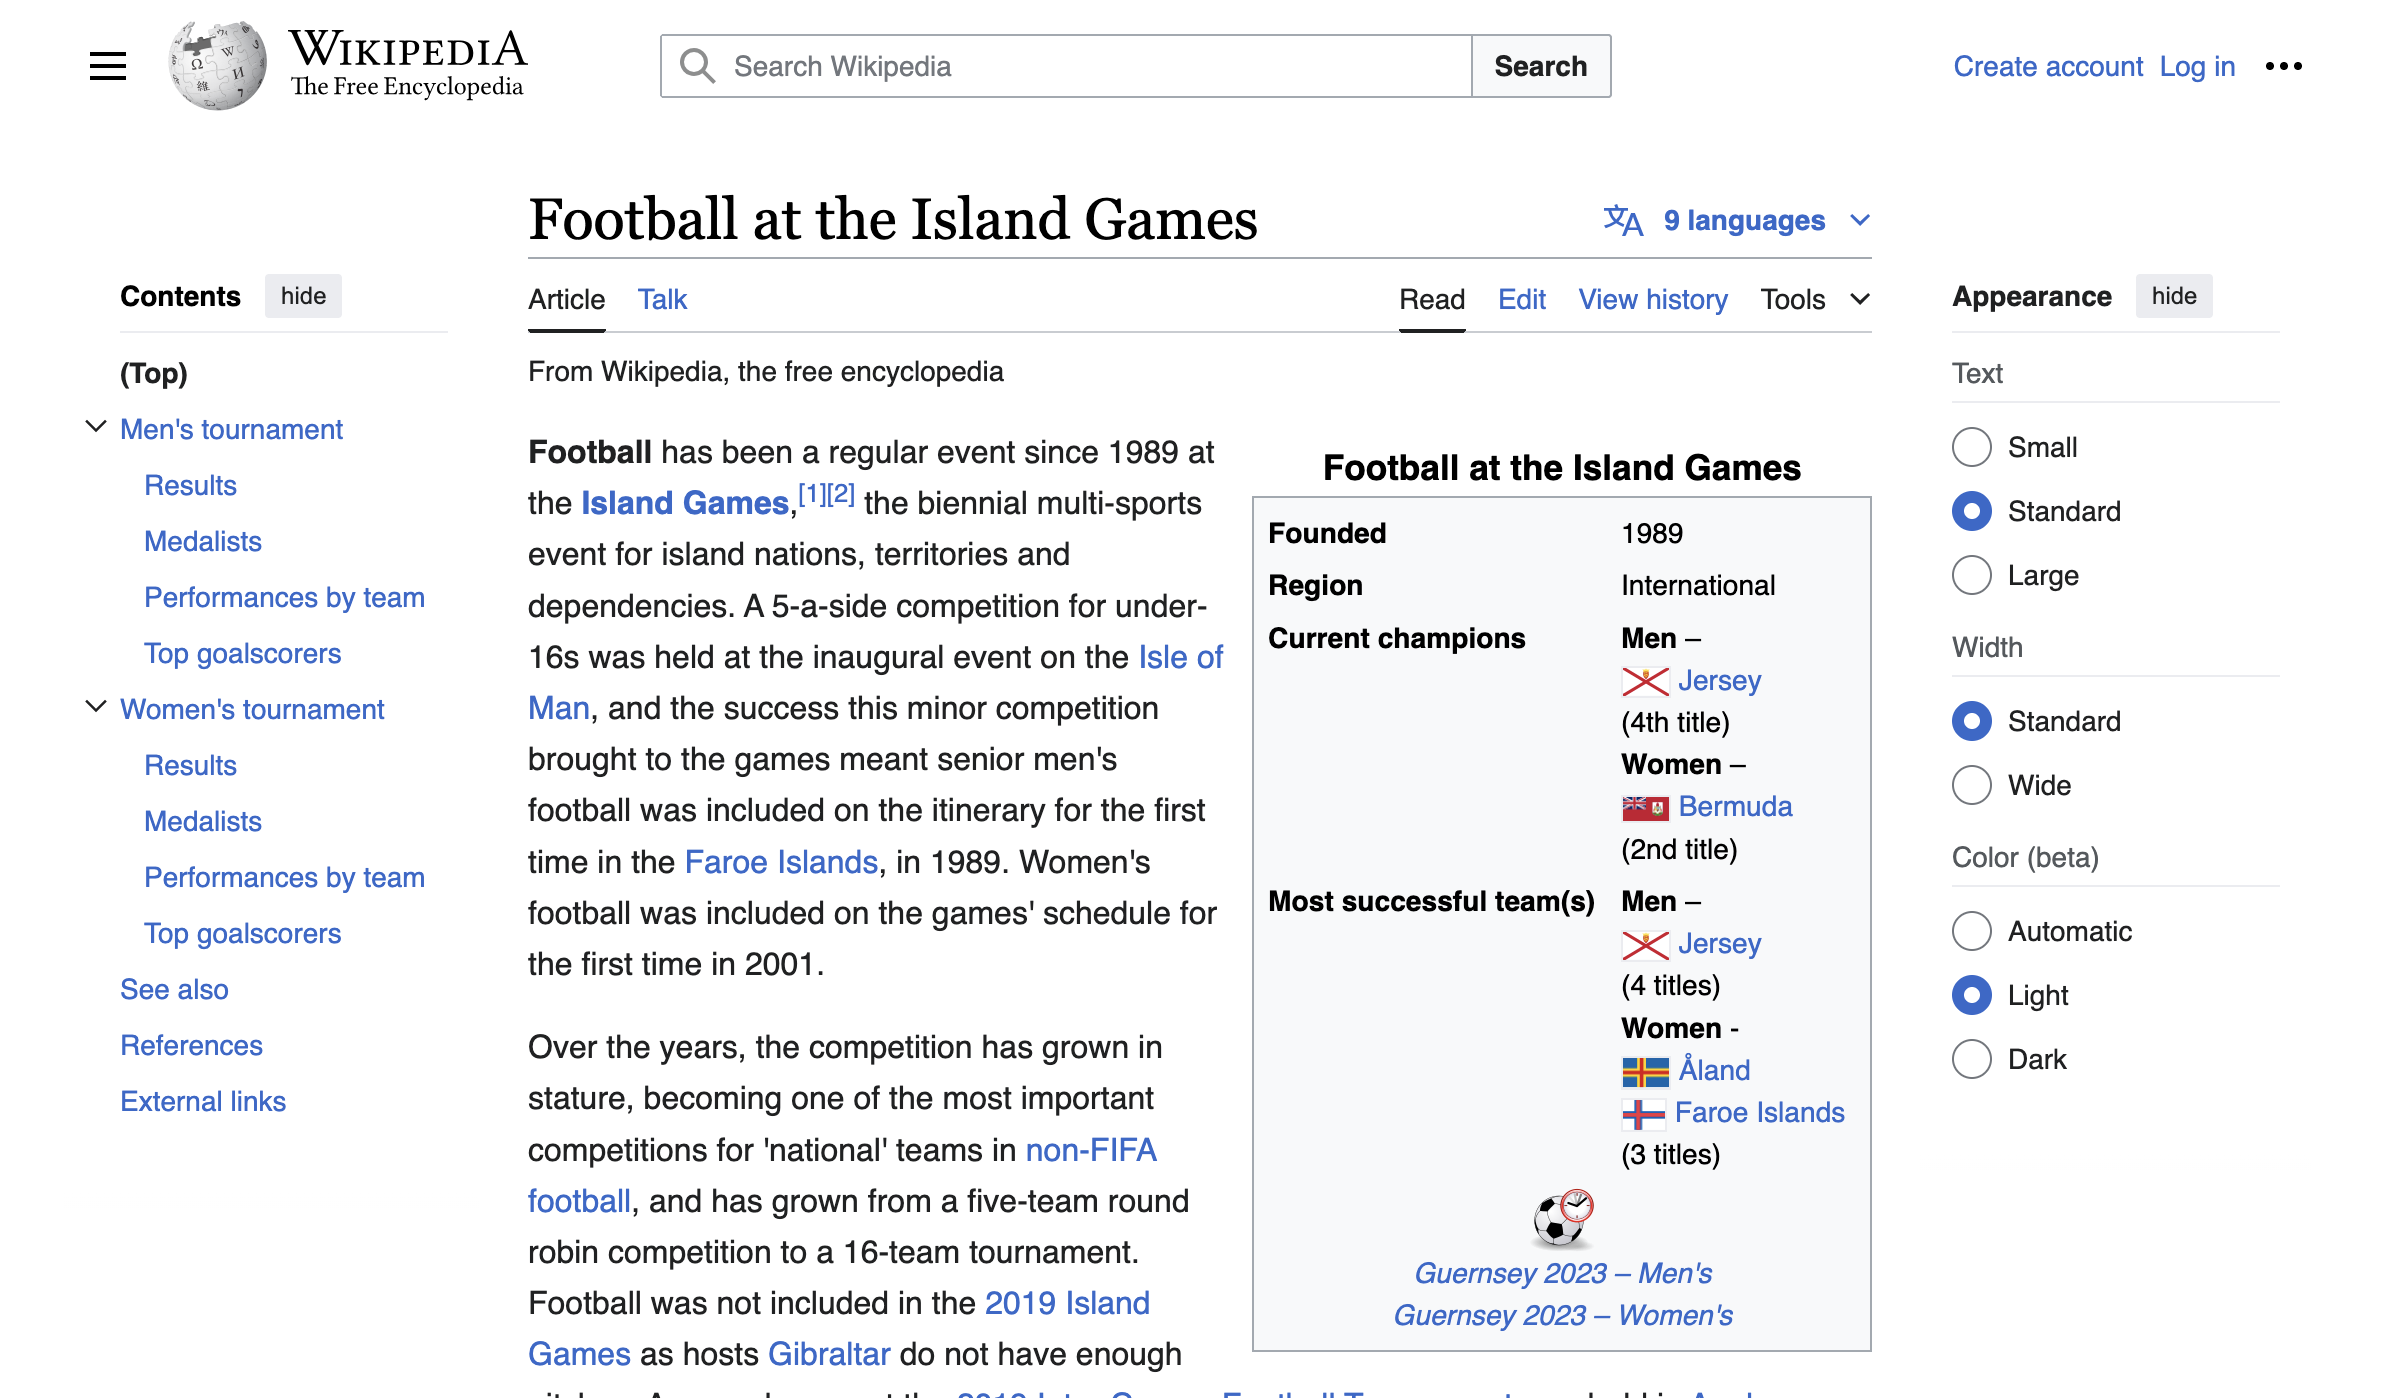 WIKIPEDIA
The Free Encyclopedia
Search Wikipedia
Search
Create account
Log in
Football at the Island Games
9 languages
Contents
hide
(Top)
Men's tournament
Results
Medalists
Performances by team
Top goalscorers
Women's tournament
Results
Medalists
Performances by team
Top goalscorers
See also
References
External links
Article
Talk
Read
Edit
View history
Tools
From Wikipedia, the free encyclopedia
Football has been a regular event since 1989 at
the Island Games,[1][2] the biennial multi-sports
event for island nations, territories and
dependencies. A 5-a-side competition for under-
16s was held at the inaugural event on the Isle of
Man, and the success this minor competition
brought to the games meant senior men's
football was included on the itinerary for the first
time in the Faroe Islands, in 1989. Women's
football was included on the games' schedule for
the first time in 2001.
Over the years, the competition has grown in
stature, becoming one of the most important
competitions for 'national' teams in non-FIFA
football, and has grown from a five-team round
robin competition to a 16-team tournament.
Football was not included in the 2019 Island
Games as hosts Gibraltar do not have enough
Football at the Island Games
Founded 1989
Region International
Current champions Men –
Jersey
(4th title)
Women –
Bermuda
(2nd title)
Most successful team(s) Men –
Jersey
(4 titles)
Women -
Åland
Faroe Islands
(3 titles)
Guernsey 2023 – Men's
Guernsey 2023 – Women's
Appearance
hide
Text
Small
Standard
Large
Width
Standard
Wide
Color (beta)
Automatic
Light
Dark